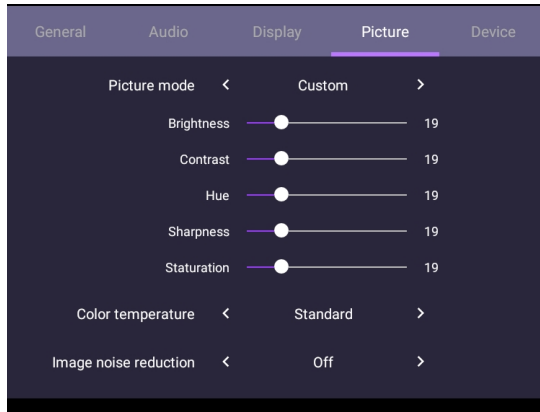 General Audio Display Picture Device
Picture mode < Custom >
Brightness 19
Contrast 19
Hue 19
Sharpness 19
Staturation 19
Color temperature < Standard >
Image noise reduction < Off >